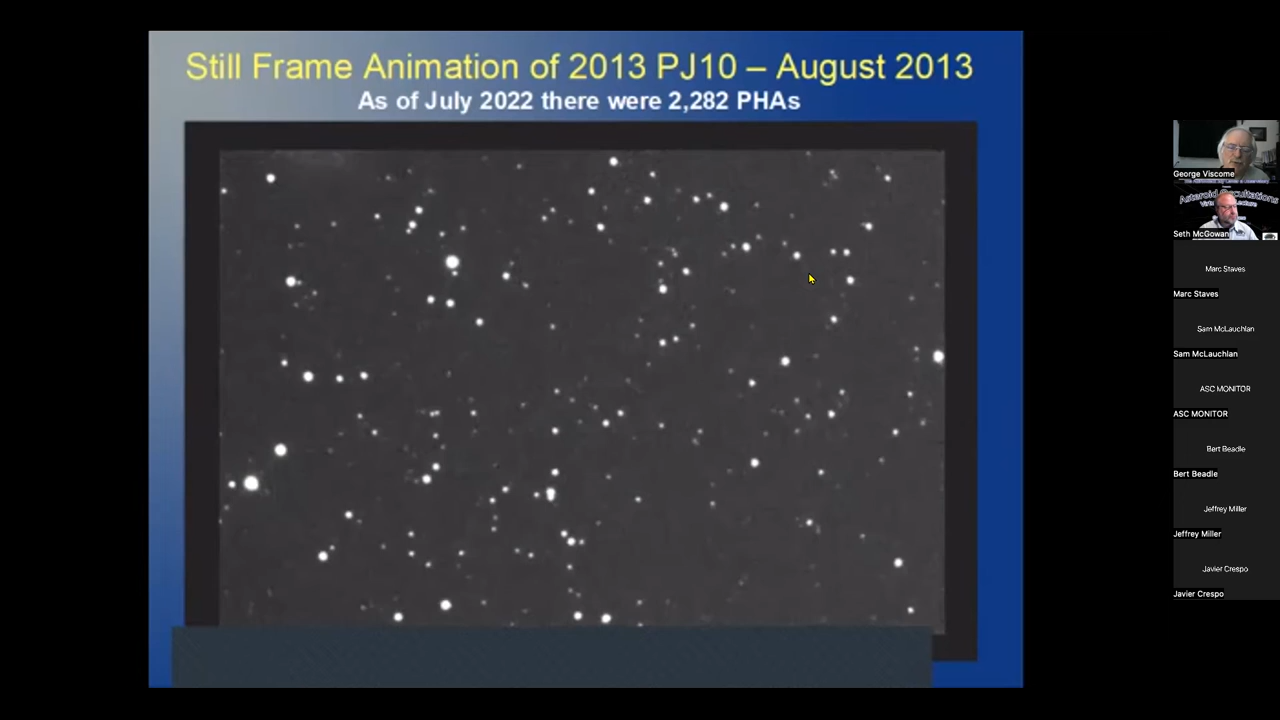 Still Frame Animation of 2013 PJ10 – August 2013
As of July 2022 there were 2,282 PHAs
George Viscome
Asteroid Occultations
Seth McGowan
Marc Staves
Marc Staves
Sam McLauchlan
Sam McLauchlan
ASC MONITOR
ASC MONITOR
Bert Beadle
Bert Beadle
Jeffrey Miller
Jeffrey Miller
Javier Crespo
Javier Crespo